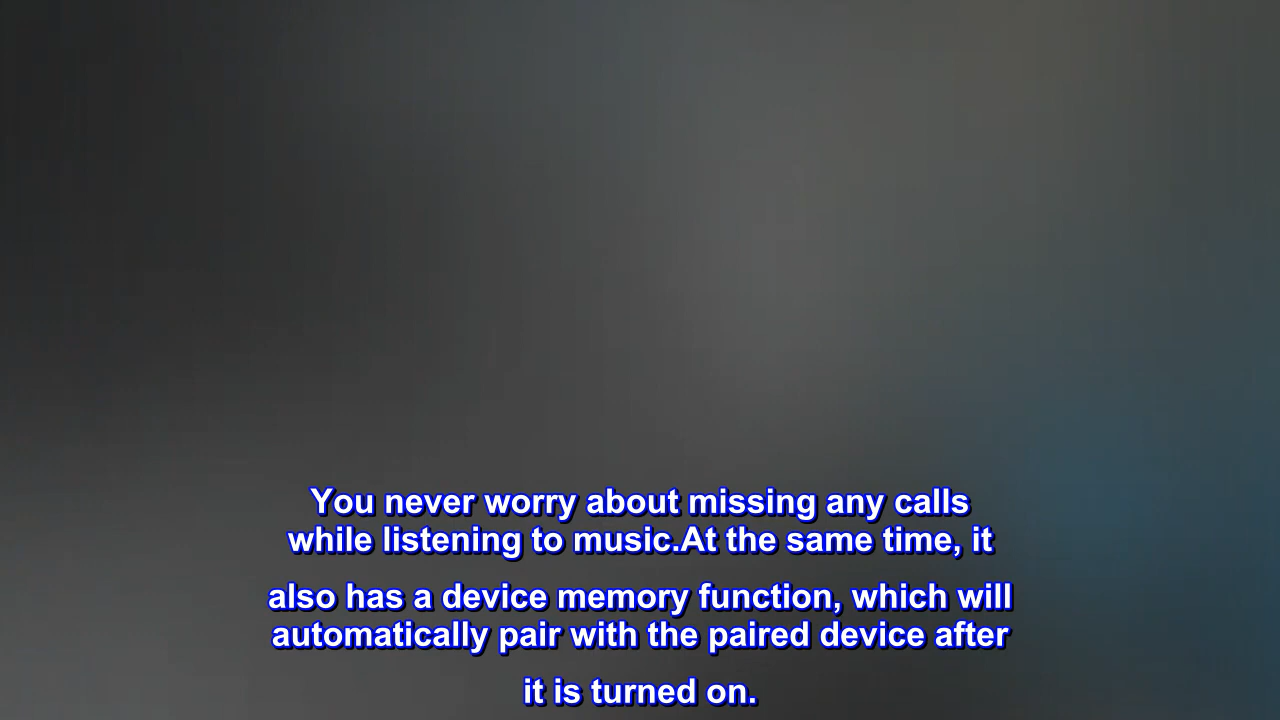 You never worry about missing any calls
while listening to music.At the same time, it
also has a device memory function, which will
automatically pair with the paired device after
it is turned on.